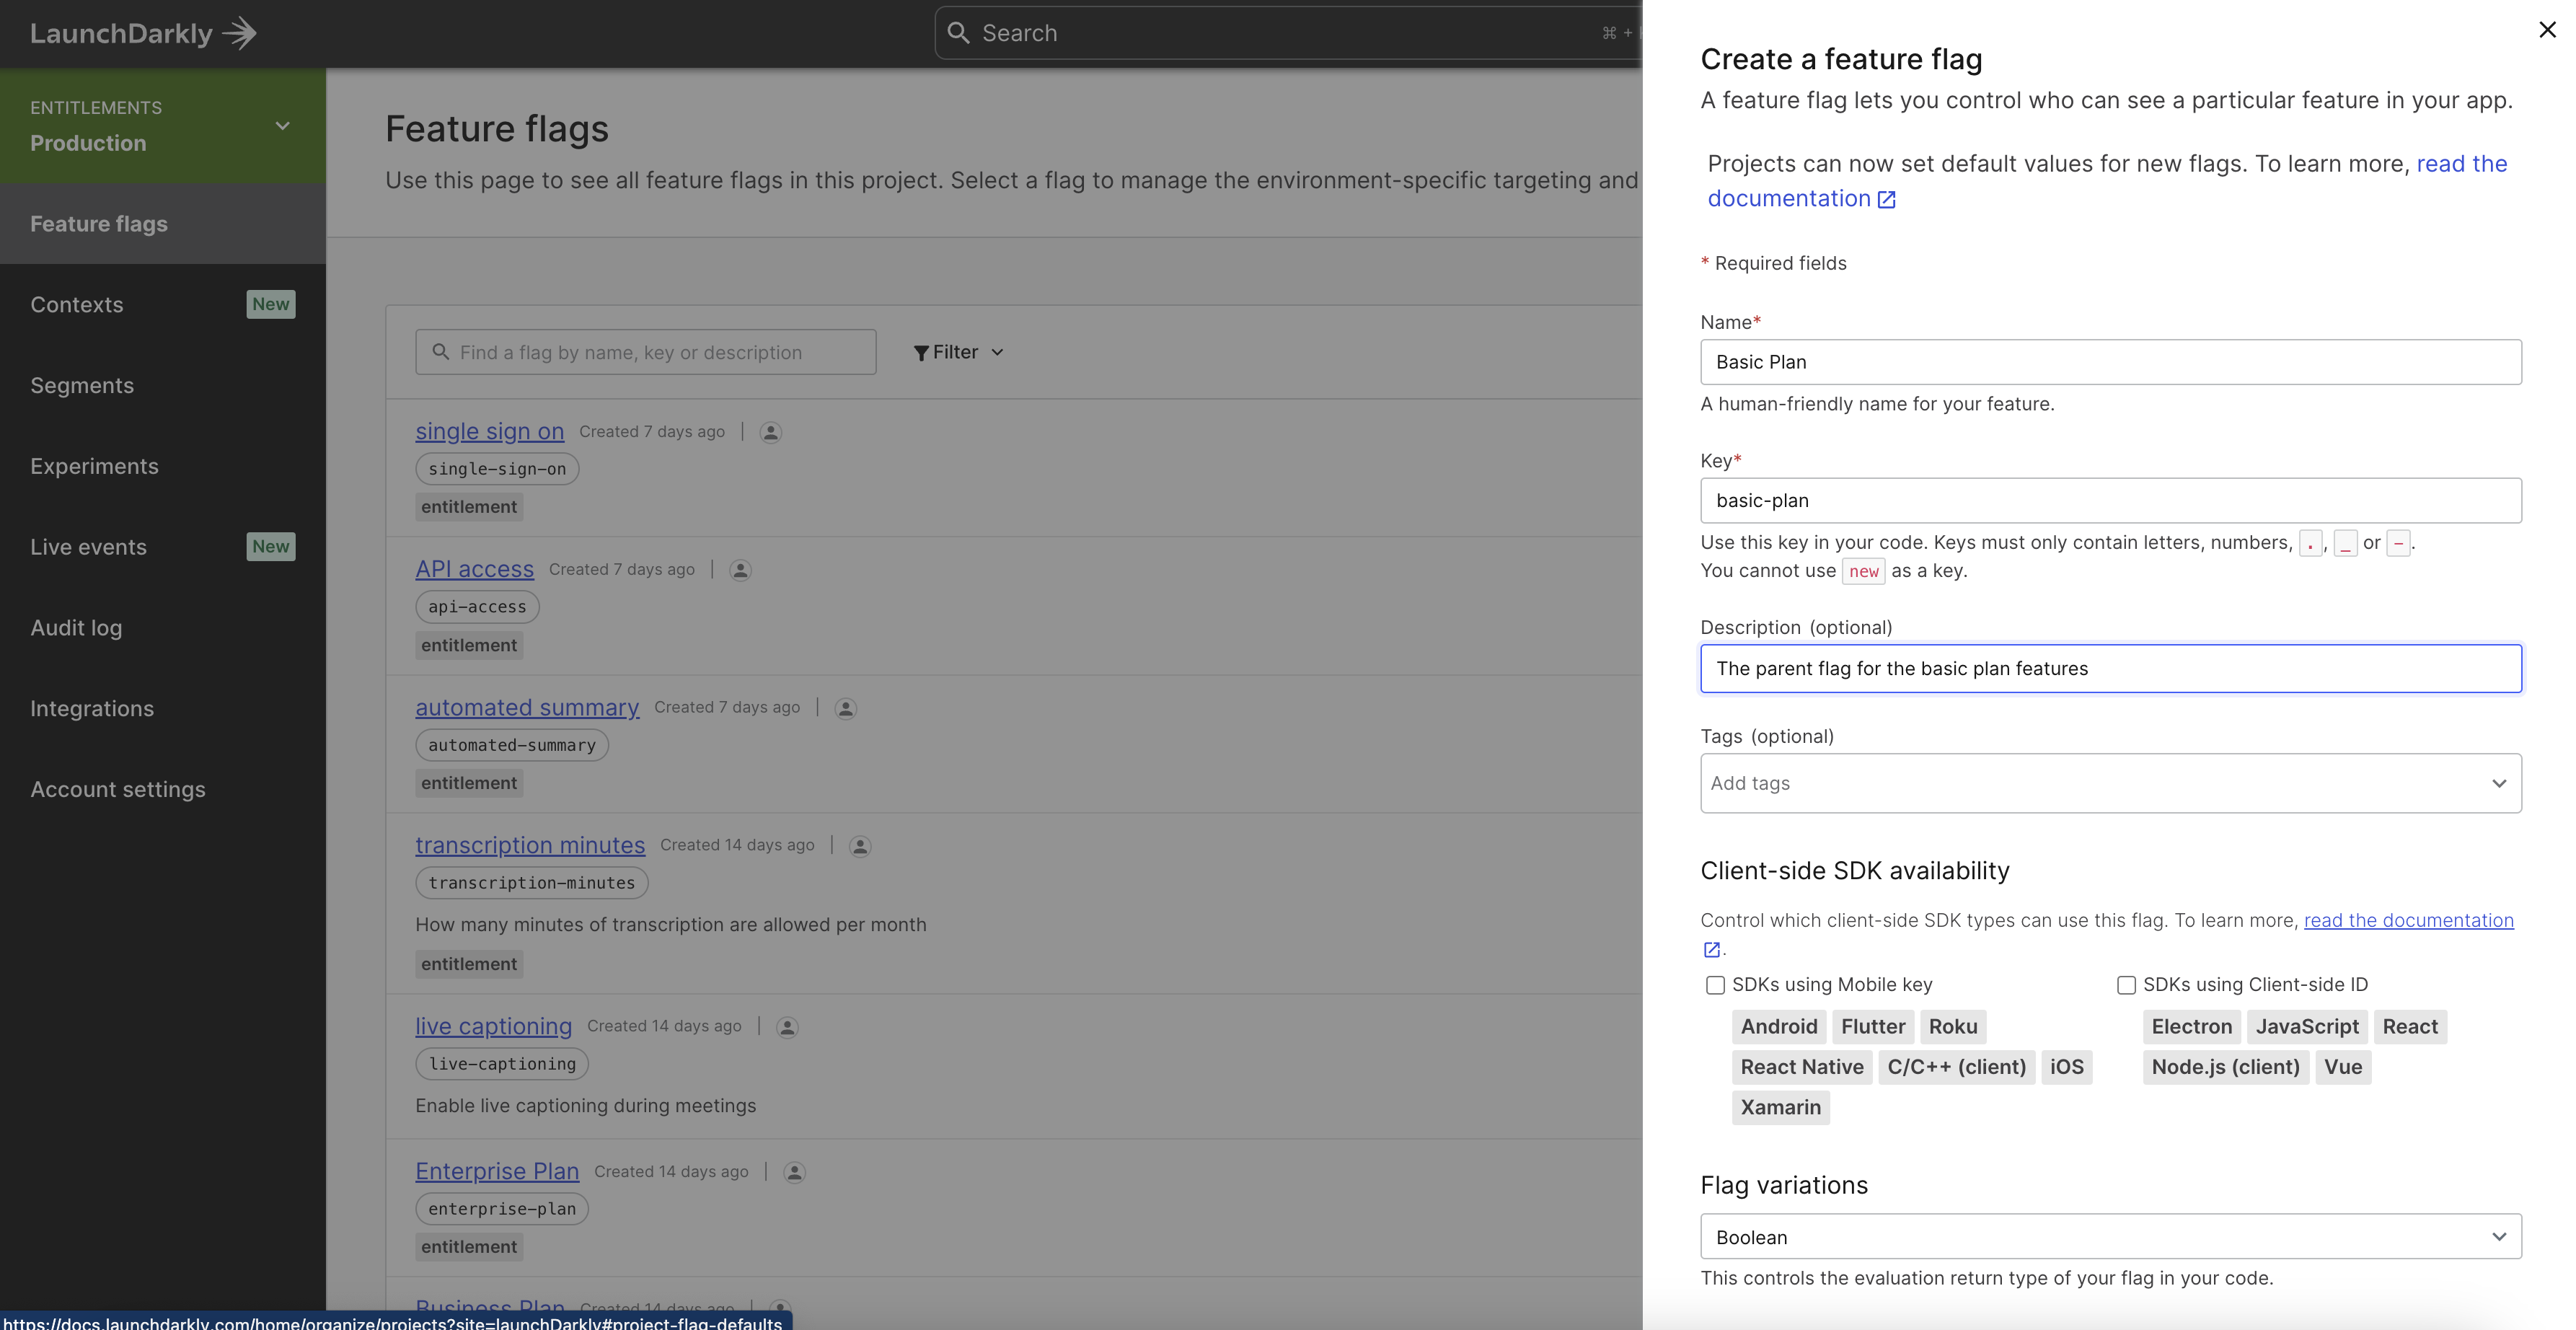 LaunchDarkly
Search
⌘ +
ENTITLEMENTS
Production
Feature flags
Contexts
New
Segments
Experiments
Live events
New
Audit log
Integrations
Account settings
Feature flags
Use this page to see all feature flags in this project. Select a flag to manage the environment-specific targeting and
Find a flag by name, key or description
Filter
single sign on Created 7 days ago
single-sign-on
entitlement
API access Created 7 days ago
api-access
entitlement
automated summary Created 7 days ago
automated-summary
entitlement
transcription minutes Created 14 days ago
transcription-minutes
How many minutes of transcription are allowed per month
entitlement
live captioning Created 14 days ago
live-captioning
Enable live captioning during meetings
Enterprise Plan Created 14 days ago
enterprise-plan
entitlement
Business Plan Created 14 days ago
https://docs.launchdarkly.com/home/organize/projects?site=launchDarkly#project-flag-defaults
Create a feature flag
A feature flag lets you control who can see a particular feature in your app.
Projects can now set default values for new flags. To learn more, read the
documentation
* Required fields
Name*
Basic Plan
A human-friendly name for your feature.
Key*
basic-plan
Use this key in your code. Keys must only contain letters, numbers, ., _ or -.
You cannot use new as a key.
Description (optional)
The parent flag for the basic plan features
Tags (optional)
Add tags
Client-side SDK availability
Control which client-side SDK types can use this flag. To learn more, read the documentation
.
SDKs using Mobile key
Android Flutter Roku
React Native C/C++ (client) iOS
Xamarin
SDKs using Client-side ID
Electron JavaScript React
Node.js (client) Vue
Flag variations
Boolean
This controls the evaluation return type of your flag in your code.